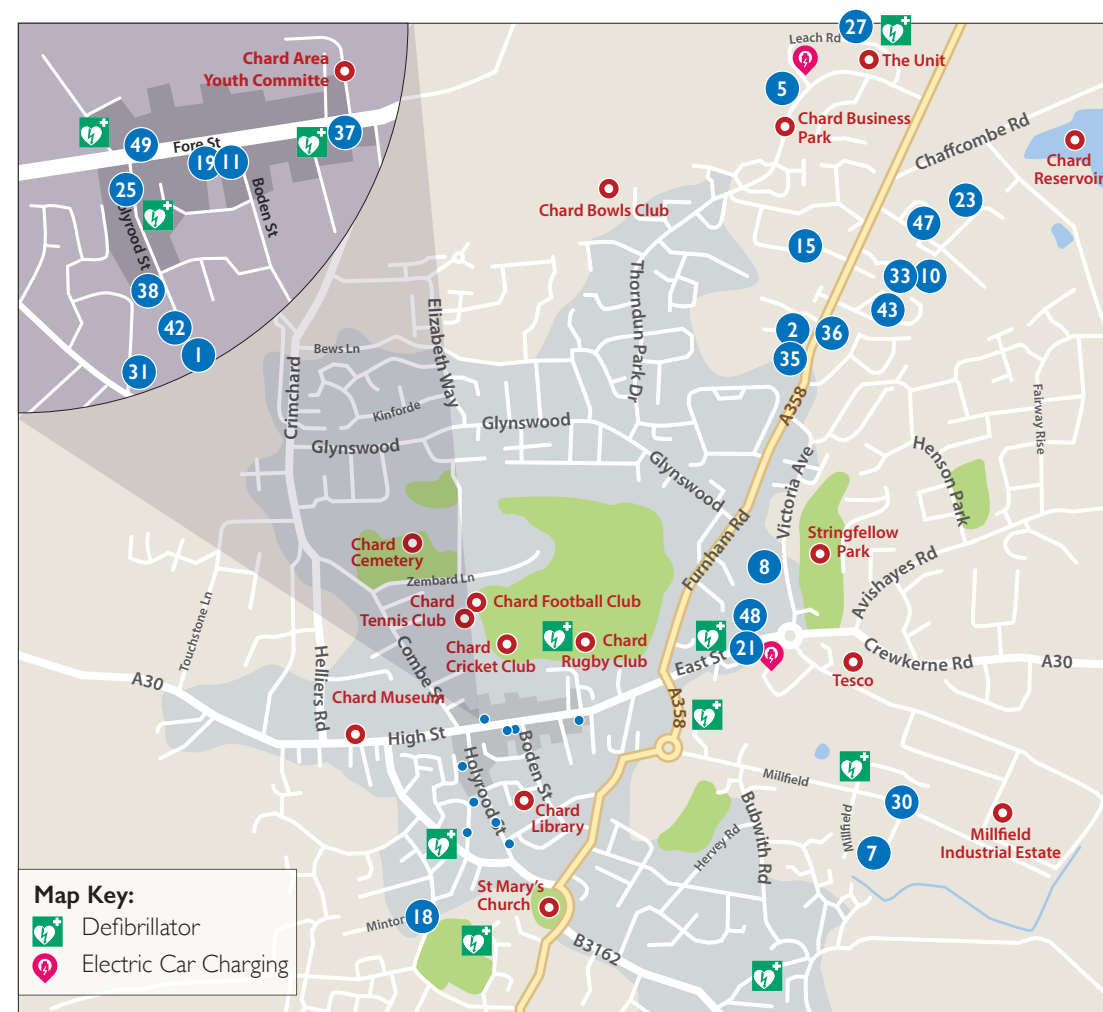 27
Leach Rd
The Unit
5
Chard Business
Park
Chard Area
Youth Committe
49
Fore St
19
11
37
25
Boden St
Holyrood St
38
42
1
31
Chaffcombe Rd
Chard
Reservoir
23
47
Chard Bowls Club
15
33
10
43
2
36
35
Thorndun Park Dr
Elizabeth Way
Bews Ln
Crimchard
Kinforde
Glynswood
Glynswood
Glynswood
A358
Fairway Rise
Henson Park
Victoria Ave
Furnham Rd
Stringfellow
Park
8
Avishayes Rd
Chard
Cemetery
Zembard Ln
Chard
Tennis Club
Chard Football Club
Chard
Cricket Club
Chard
Rugby Club
48
21
East St
Crewkerne Rd
A30
Tesco
Touchstone Ln
A30
Helliers Rd
Combe St
Chard Museum
High St
A358
Holyrood St
Boden St
Chard
Library
Millfield
Millfield
30
7
Millfield
Industrial Estate
Bubwith Rd
Hervey Rd
St Mary's
Church
B3162
18
Mintor
Map Key:
Defibrillator
Electric Car Charging